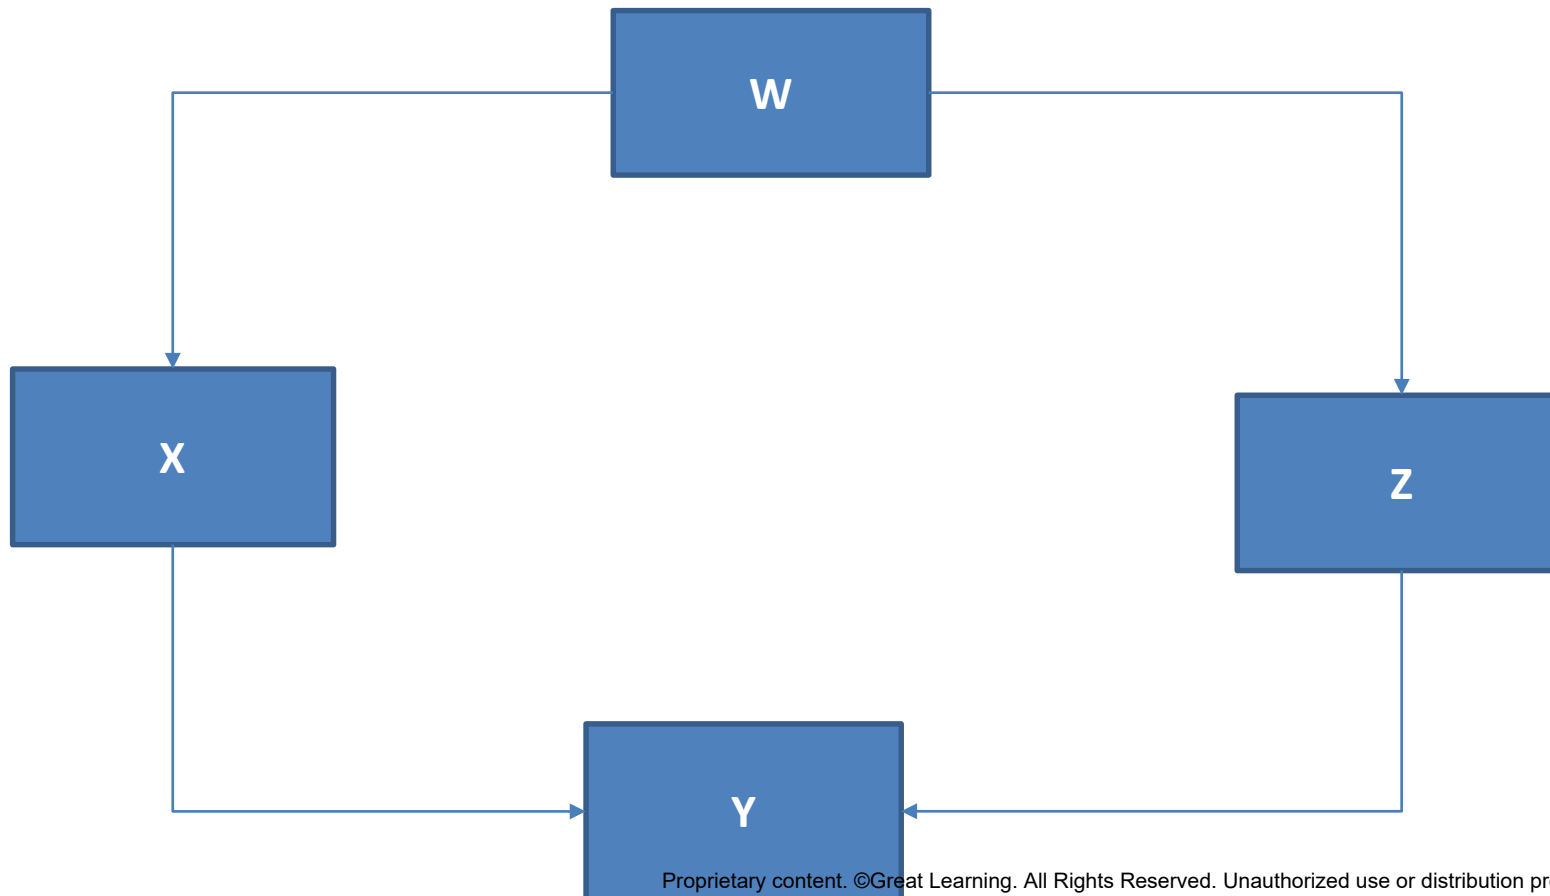 W
X
Z
Y
Proprietary content. ©Great Learning. All Rights Reserved. Unauthorized use or distribution